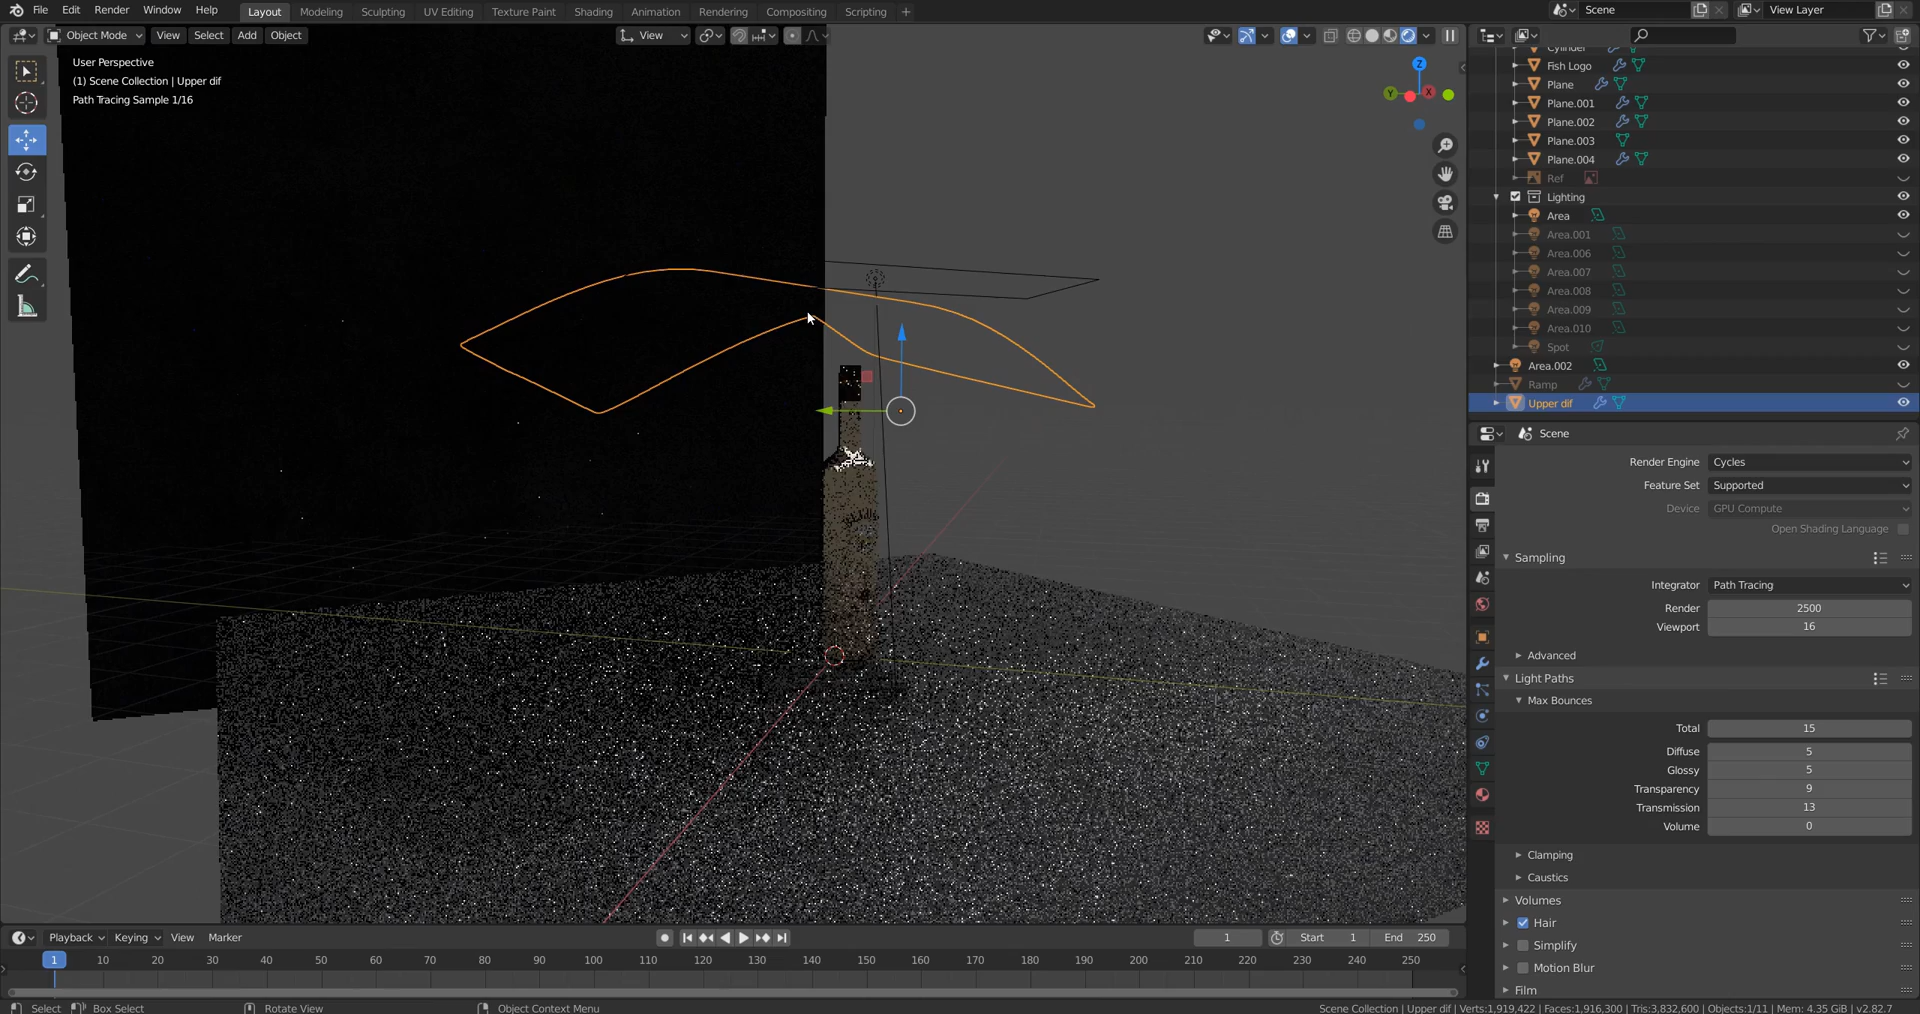 File Edit Render Window Help Layout Modeling Sculpting UV Editing Texture Paint Shading Animation Rendering Compositing Scripting + Scene View Layer
Object Mode View Select Add Object View
User Perspective
(1) Scene Collection | Upper dif
Path Tracing Sample 1/16
Z
Y
X
Cylinder
Fish Logo
Plane
Plane.001
Plane.002
Plane.003
Plane.004
Ref
Lighting
Area
Area.001
Area.006
Area.007
Area.008
Area.009
Area.010
Spot
Area.002
Ramp
Upper dif
Scene
Render Engine Cycles
Feature Set Supported
Device GPU Compute
Open Shading Language
Sampling
Integrator Path Tracing
Render 2500
Viewport 16
Advanced
Light Paths
Max Bounces
Total 15
Diffuse 5
Glossy 5
Transparency 9
Transmission 13
Volume 0
Clamping
Caustics
Volumes
Hair
Simplify
Motion Blur
Film
Playback Keying View Marker 1 Start 1 End 250
1 10 20 30 40 50 60 70 80 90 100 110 120 130 140 150 160 170 180 190 200 210 220 230 240 250
Select Box Select Rotate View Object Context Menu Scene Collection | Upper dif | Verts:1,919,422 | Faces:1,916,300 | Tris:3,832,600 | Objects:1/11 | Mem: 4.35 GiB | v2.82.7